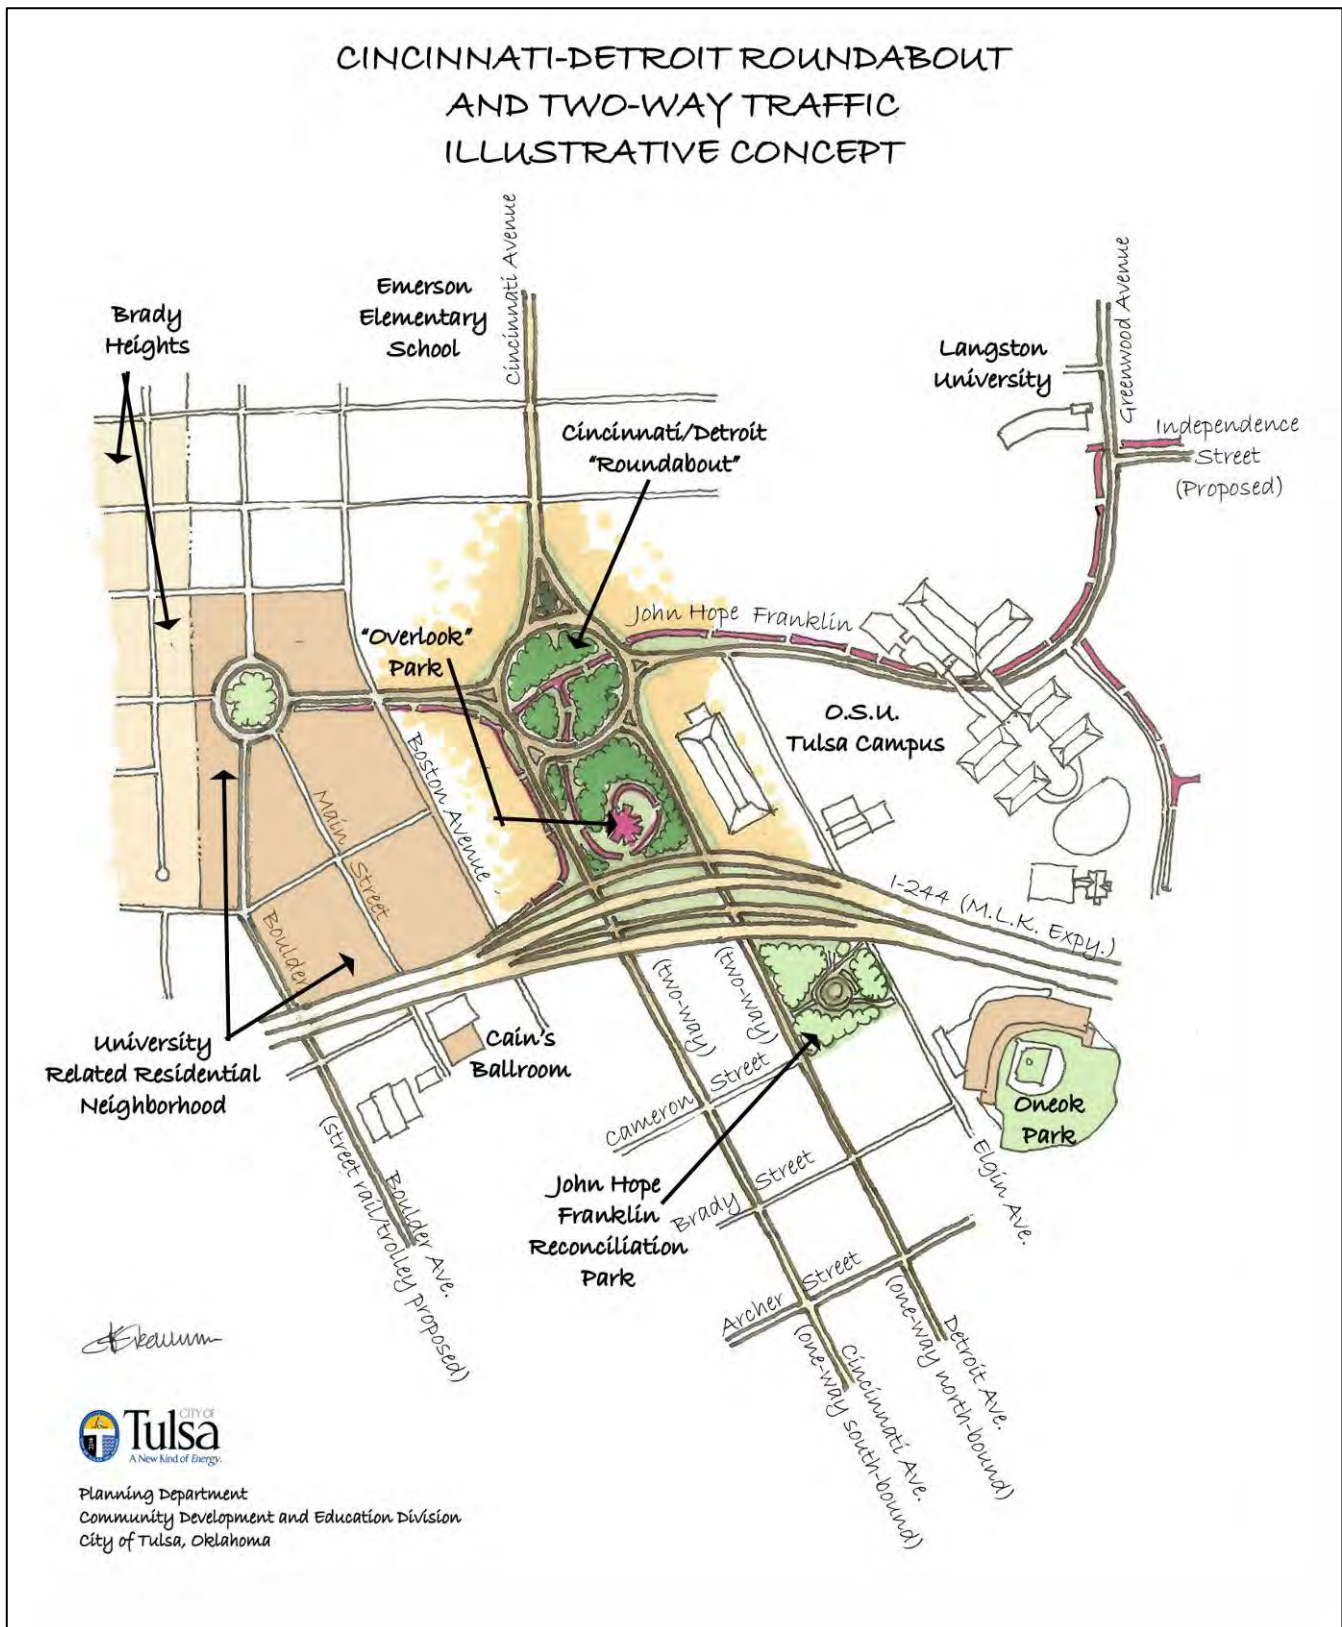 CINCINNATI-DETROIT ROUNDABOUT
AND TWO-WAY TRAFFIC
ILLUSTRATIVE CONCEPT
Cincinnati Avenue
Greenwood Avenue
Emerson
Elementary
School
Brady
Heights
Langston
University
Independence
Street
(Proposed)
Cincinnati/Detroit
"Roundabout"
John Hope Franklin
"Overlook"
Park
O.S.U.
Tulsa Campus
Boston Avenue
Main Street
Boulder
I-244 (M.L.K. Expy.)
(two-way)
(two-way)
University
Related Residential
Neighborhood
Cain's
Ballroom
Oneok
Park
Cameron Street
Brady Street
Elgin Ave.
John Hope
Franklin
Reconciliation
Park
Archer Street
Boulder Ave.
(street rail/trolley proposed)
Detroit Ave.
(one-way north-bound)
Cincinnati Ave.
(one-way south-bound)
CITY OF
Tulsa
A New Kind of Energy.
Planning Department
Community Development and Education Division
City of Tulsa, Oklahoma